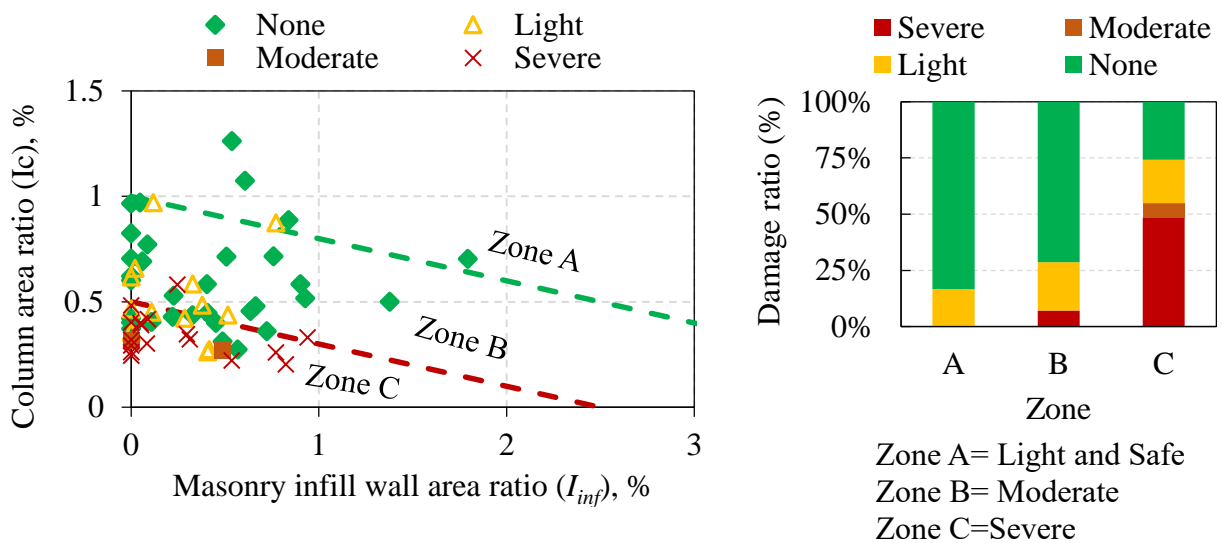 None
Light
Moderate
Severe
Column area ratio (Ic), %
1.5
1
0.5
0
0
1
2
3
Zone A
Zone B
Zone C
Masonry infill wall area ratio (Iinf), %
Severe
Moderate
Light
None
Damage ratio (%)
100%
75%
50%
25%
0%
A
B
C
Zone
Zone A= Light and Safe
Zone B= Moderate
Zone C=Severe